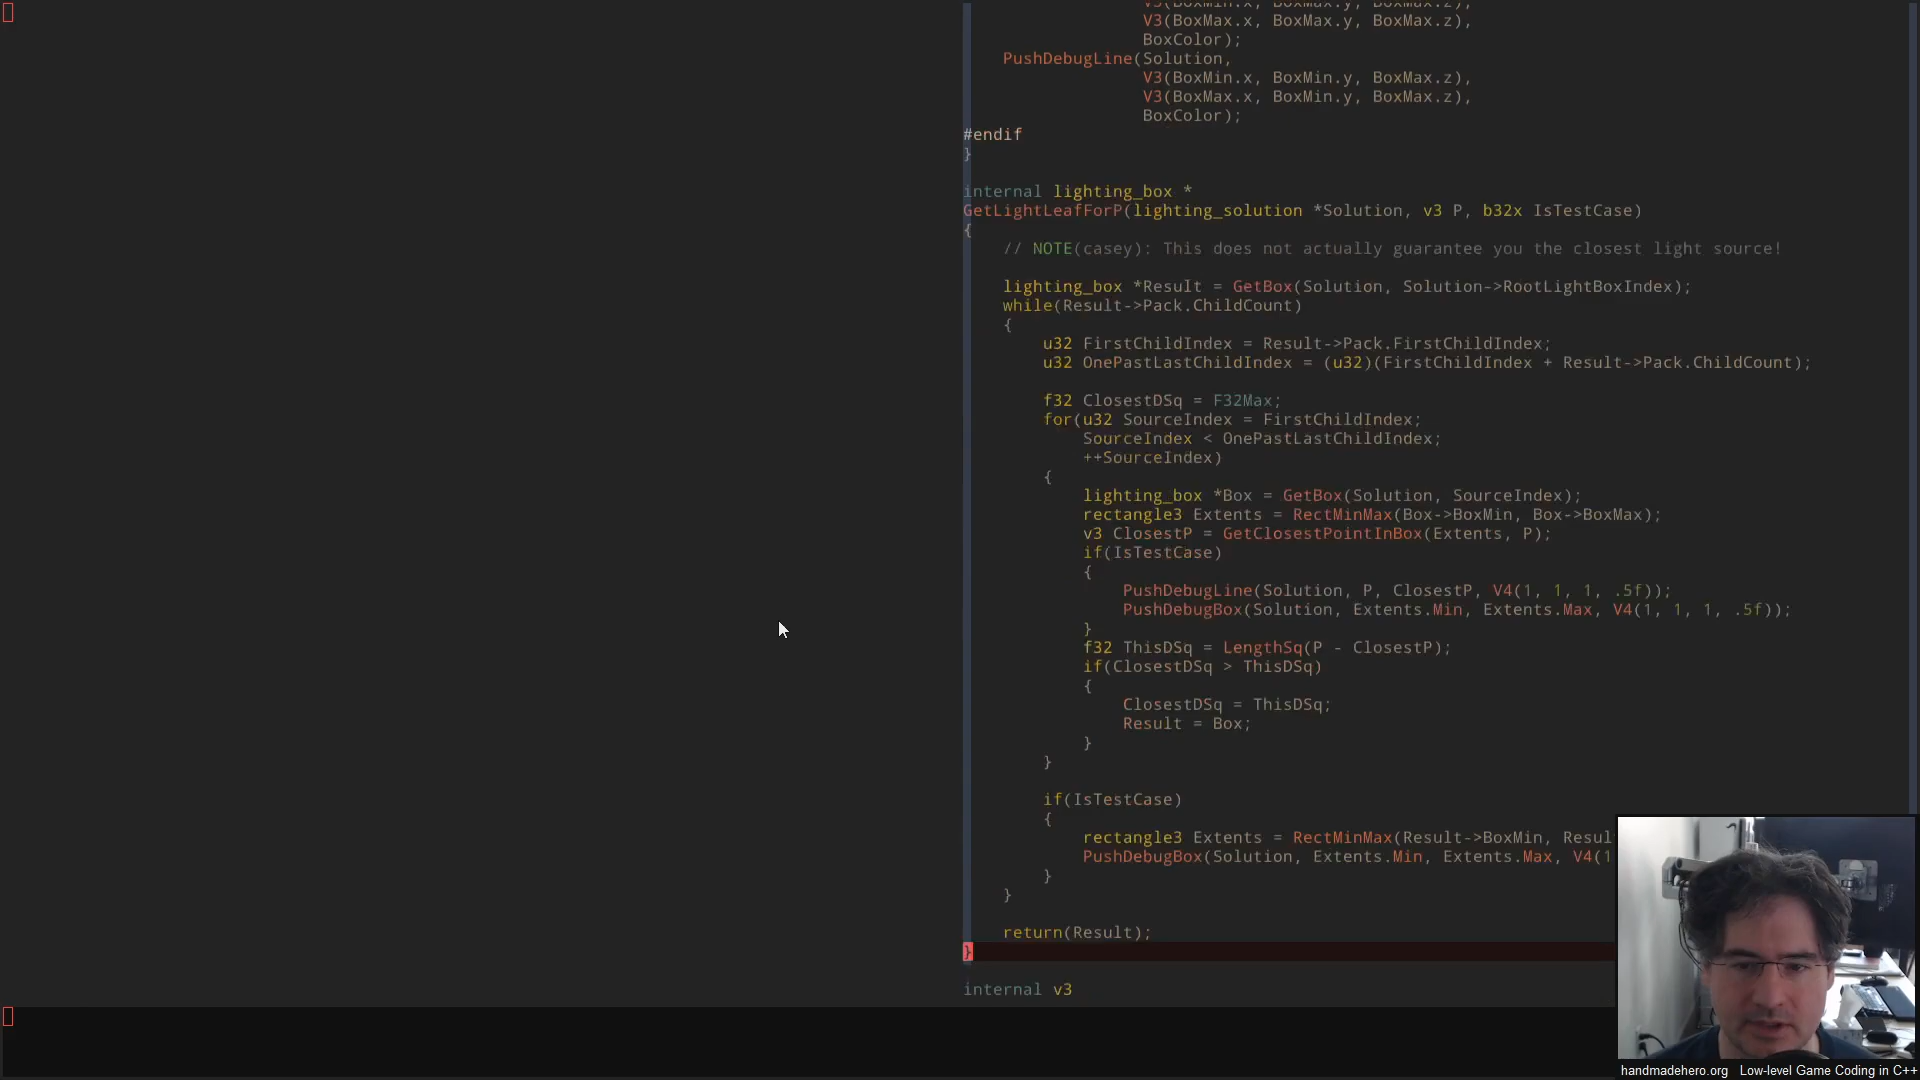 V3(BoxMin.x, BoxMax.y, BoxMax.z),
V3(BoxMax.x, BoxMax.y, BoxMax.z),
BoxColor);
PushDebugLine(Solution,
V3(BoxMin.x, BoxMin.y, BoxMax.z),
V3(BoxMax.x, BoxMin.y, BoxMax.z),
BoxColor);
#endif
}
internal lighting_box *
GetLightLeafForP(lighting_solution *Solution, v3 P, b32x IsTestCase)
{
// NOTE(casey): This does not actually guarantee you the closest light source!
lighting_box *Result = GetBox(Solution, Solution->RootLightBoxIndex);
while(Result->Pack.ChildCount)
{
u32 FirstChildIndex = Result->Pack.FirstChildIndex;
u32 OnePastLastChildIndex = (u32)(FirstChildIndex + Result->Pack.ChildCount);
f32 ClosestDSq = F32Max;
for(u32 SourceIndex = FirstChildIndex;
SourceIndex < OnePastLastChildIndex;
++SourceIndex)
{
lighting_box *Box = GetBox(Solution, SourceIndex);
rectangle3 Extents = RectMinMax(Box->BoxMin, Box->BoxMax);
v3 ClosestP = GetClosestPointInBox(Extents, P);
if(IsTestCase)
{
PushDebugLine(Solution, P, ClosestP, V4(1, 1, 1, .5f));
PushDebugBox(Solution, Extents.Min, Extents.Max, V4(1, 1, 1, .5f));
}
f32 ThisDSq = LengthSq(P - ClosestP);
if(ClosestDSq > ThisDSq)
{
ClosestDSq = ThisDSq;
Result = Box;
}
}
if(IsTestCase)
{
rectangle3 Extents = RectMinMax(Result->BoxMin, Resul
PushDebugBox(Solution, Extents.Min, Extents.Max, V4(1
}
}
return(Result);
}
internal v3
handmadehero.org Low-level Game Coding in C++